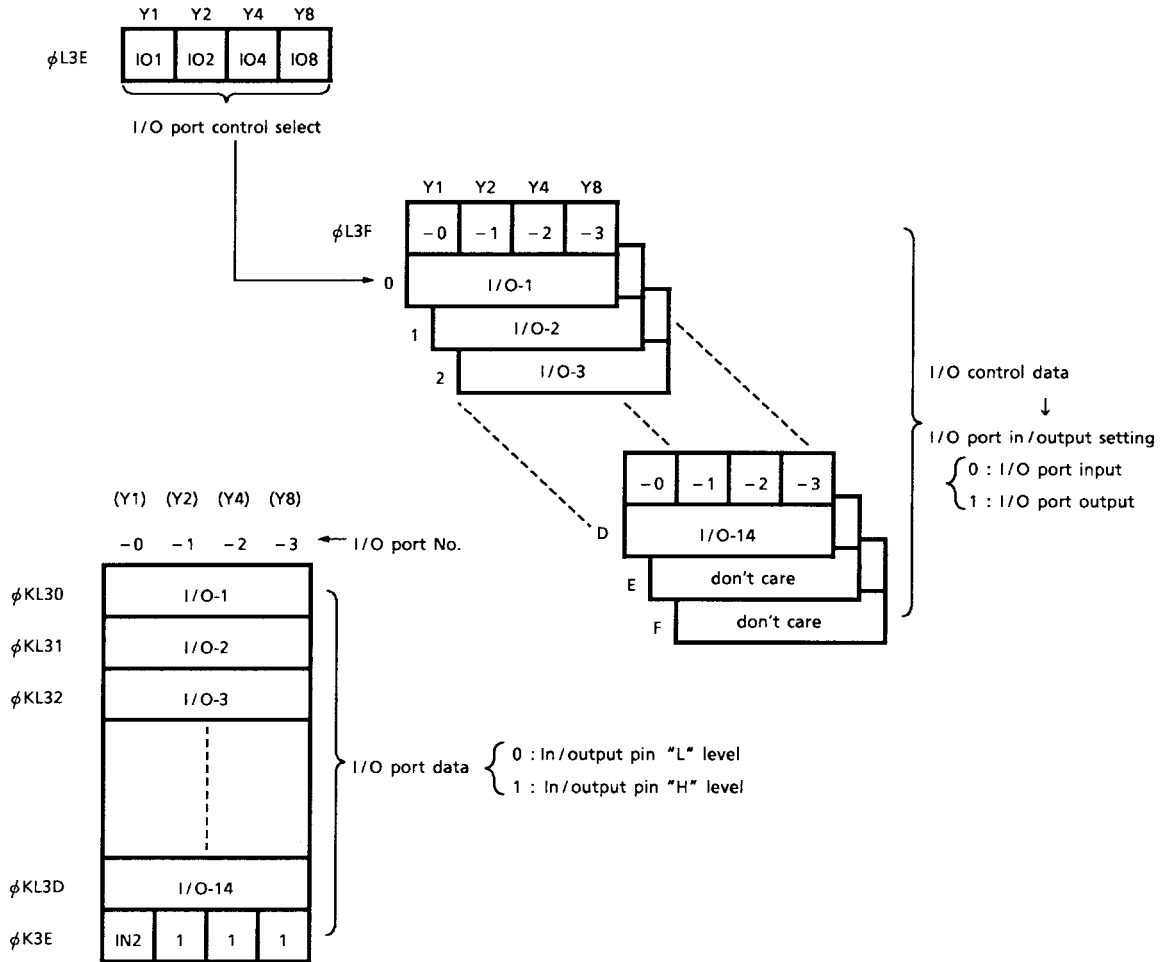 Y1 Y2 Y4 Y8
φL3E IO1 IO2 IO4 IO8
I/O port control select
Y1 Y2 Y4 Y8
φL3F -0 -1 -2 -3
0 I/O-1
1 I/O-2
2 I/O-3
-0 -1 -2 -3
D I/O-14
E don't care
F don't care
I/O control data
↓
I/O port in/output setting
0 : I/O port input
1 : I/O port output
(Y1) (Y2) (Y4) (Y8)
-0 -1 -2 -3 ← I/O port No.
φKL30 I/O-1
φKL31 I/O-2
φKL32 I/O-3
φKL3D I/O-14
φK3E IN2 1 1 1
I/O port data
0 : In/output pin "L" level
1 : In/output pin "H" level